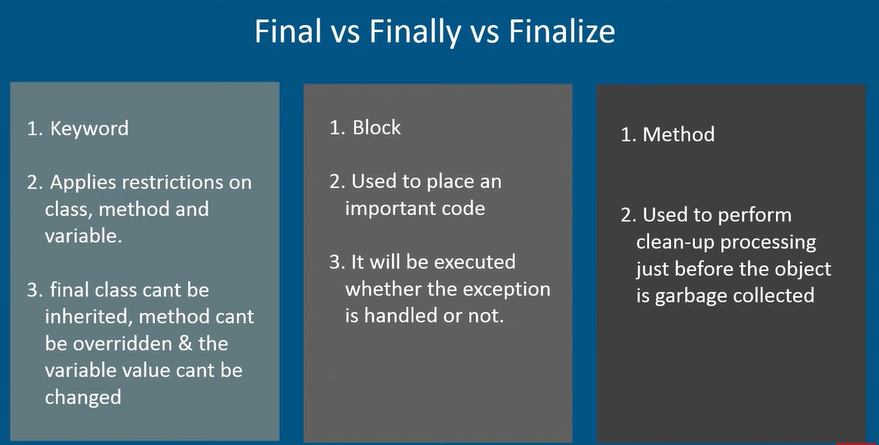 Final vs Finally vs Finalize
1. Keyword
2. Applies restrictions on
class, method and
variable.
3. final class cant be
inherited, method cant
be overridden & the
variable value cant be
changed
1. Block
2. Used to place an
important code
3. It will be executed
whether the exception
is handled or not.
1. Method
2. Used to perform
clean-up processing
just before the object
is garbage collected